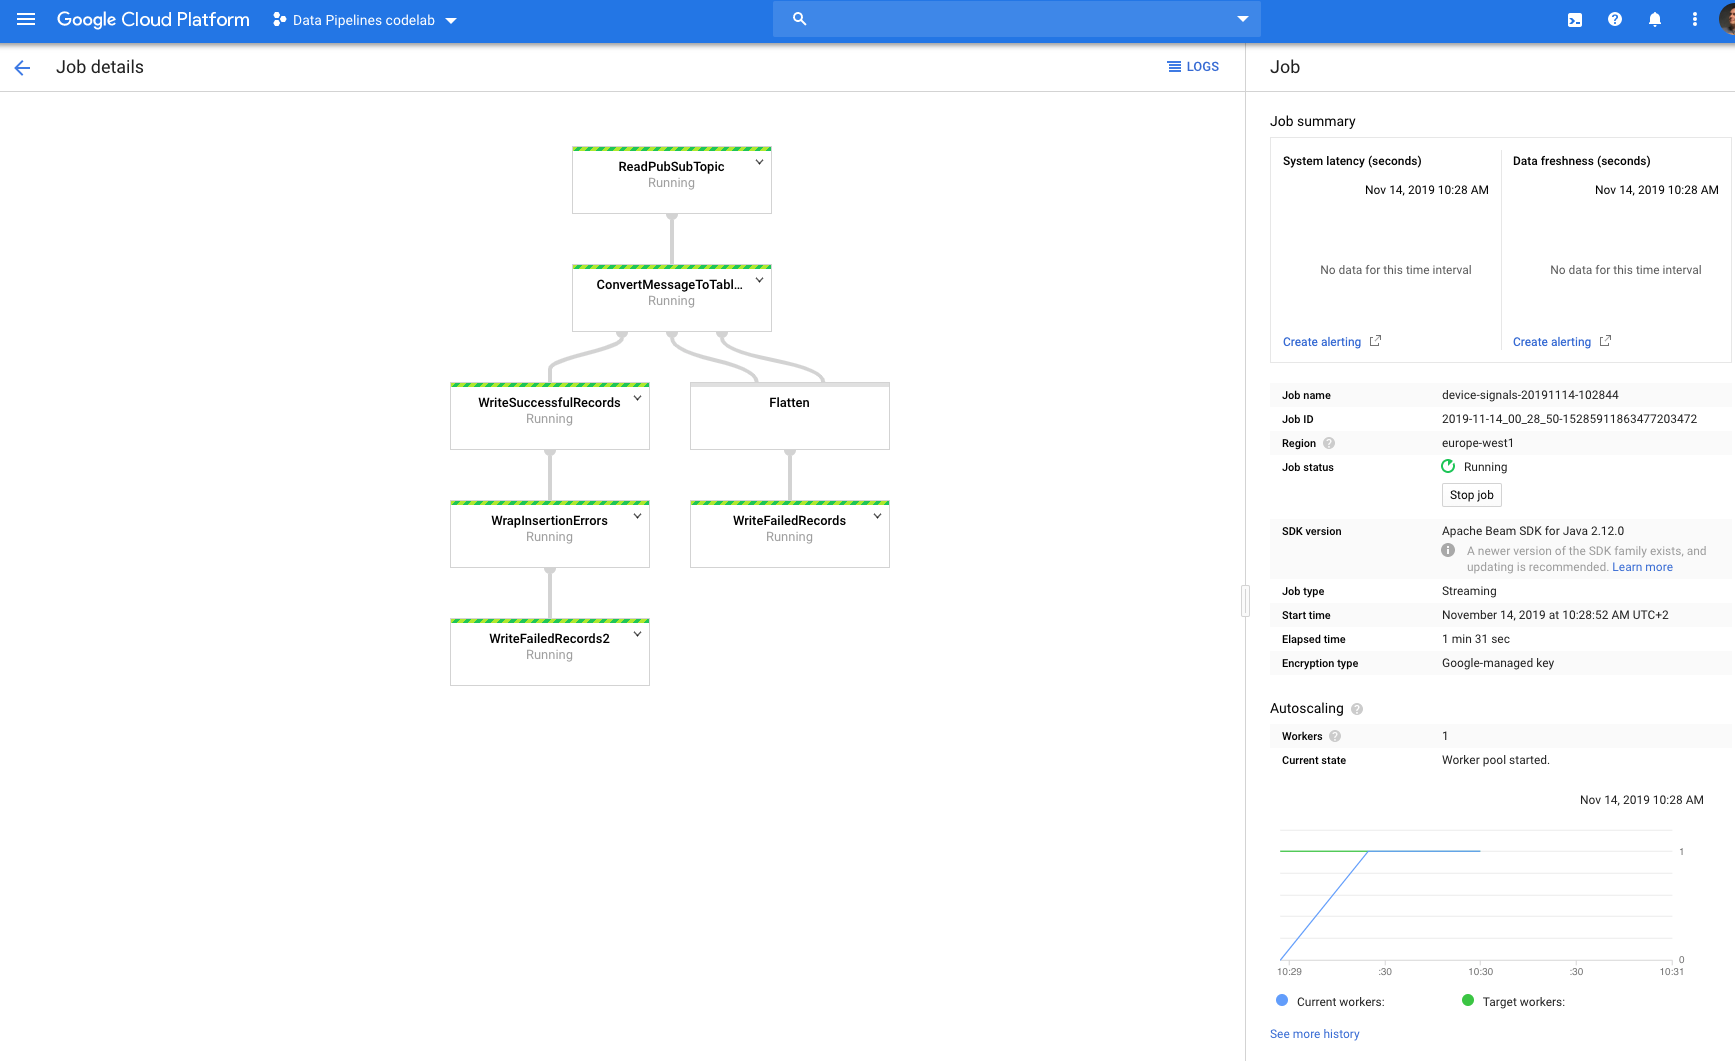 Google Cloud Platform
Data Pipelines codelab
Job details
LOGS
ReadPubSubTopic
Running
ConvertMessageToTabl...
Running
WriteSuccessfulRecords
Running
Flatten
WrapInsertionErrors
Running
WriteFailedRecords
Running
WriteFailedRecords2
Running
Job
Job summary
System latency (seconds)
Nov 14, 2019 10:28 AM
No data for this time interval
Create alerting
Data freshness (seconds)
Nov 14, 2019 10:28 AM
No data for this time interval
Create alerting
Job name device-signals-20191114-102844
Job ID 2019-11-14_00_28_50-15285911863477203472
Region europe-west1
Job status Running
Stop job
SDK version Apache Beam SDK for Java 2.12.0
A newer version of the SDK family exists, and
updating is recommended. Learn more
Job type Streaming
Start time November 14, 2019 at 10:28:52 AM UTC+2
Elapsed time 1 min 31 sec
Encryption type Google-managed key
Autoscaling
Workers 1
Current state Worker pool started.
Nov 14, 2019 10:28 AM
1
0
10:29 :30 10:30 :30 10:31
Current workers: Target workers:
See more history